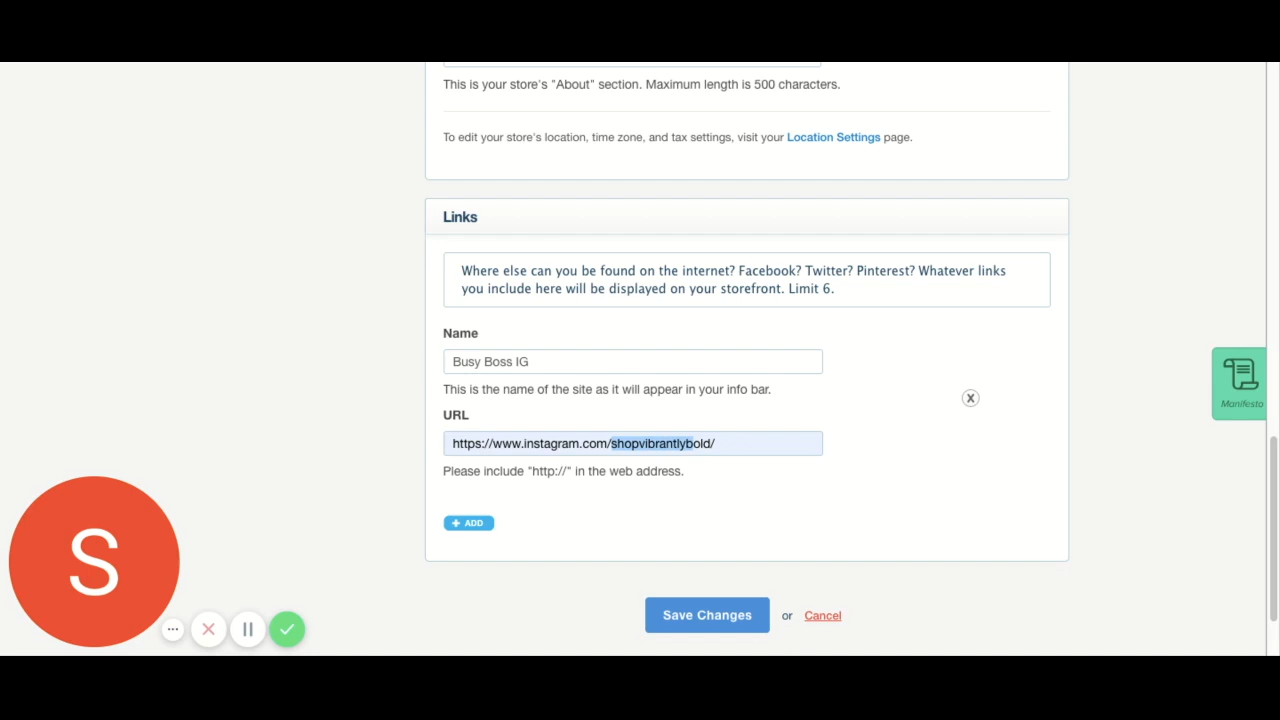 This is your store's "About" section. Maximum length is 500 characters.
To edit your store's location, time zone, and tax settings, visit your Location Settings page.
Links
Where else can you be found on the internet? Facebook? Twitter? Pinterest? Whatever links
you include here will be displayed on your storefront. Limit 6.
Name
Busy Boss IG
This is the name of the site as it will appear in your info bar.
X
Manifesto
URL
https://www.instagram.com/shopvibrantlybold/
Please include "http://" in the web address.
+ ADD
S
Save Changes or Cancel